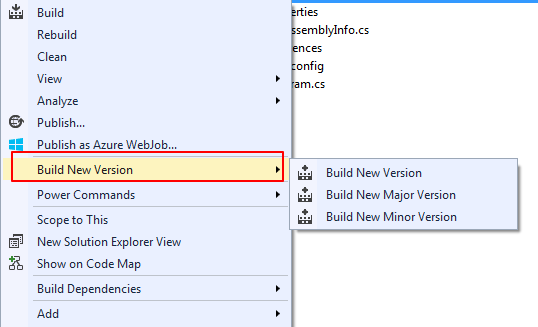 Build
Rebuild
Clean
View
Analyze
Publish...
Publish as Azure WebJob...
Build New Version
Power Commands
Scope to This
New Solution Explorer View
Show on Code Map
Build Dependencies
Add
erties
ssemblyInfo.cs
ences
config
ram.cs
Build New Version
Build New Major Version
Build New Minor Version